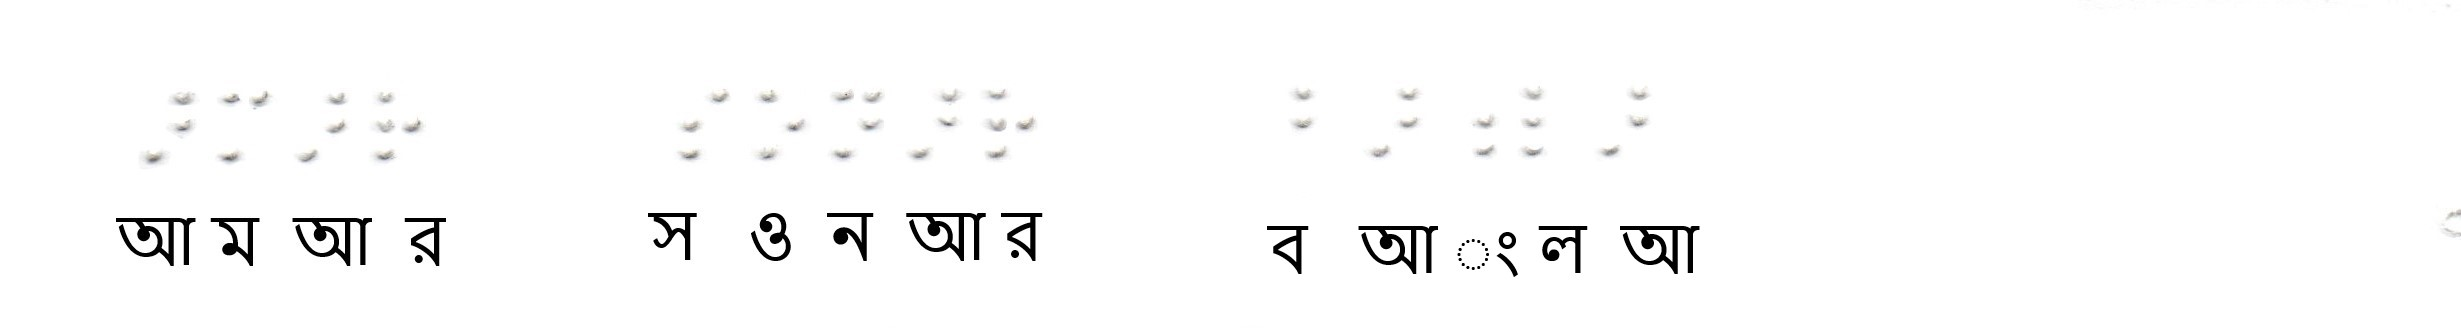 আ ম আ র স ও ন আ র ব আ ং ল আ